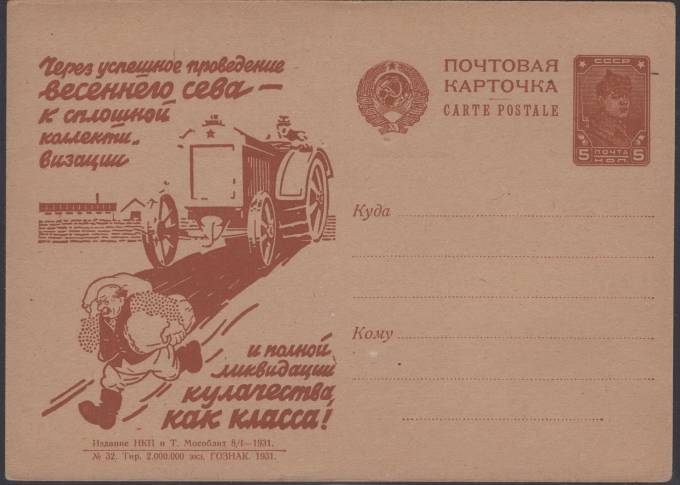 Через успешное проведение
весеннего сева —
к сплошной
коллекти-
визации
и полной
ликвидации
кулачества,
как класса!
Издание НКП и Т. Мособлит 8/I—1931.
№ 32. Тир. 2.000.000 экз. ГОЗНАК. 1931.
ПОЧТОВАЯ
КАРТОЧКА
CARTE POSTALE
СССР
5 ПОЧТА 5
КОП.
Куда
Кому